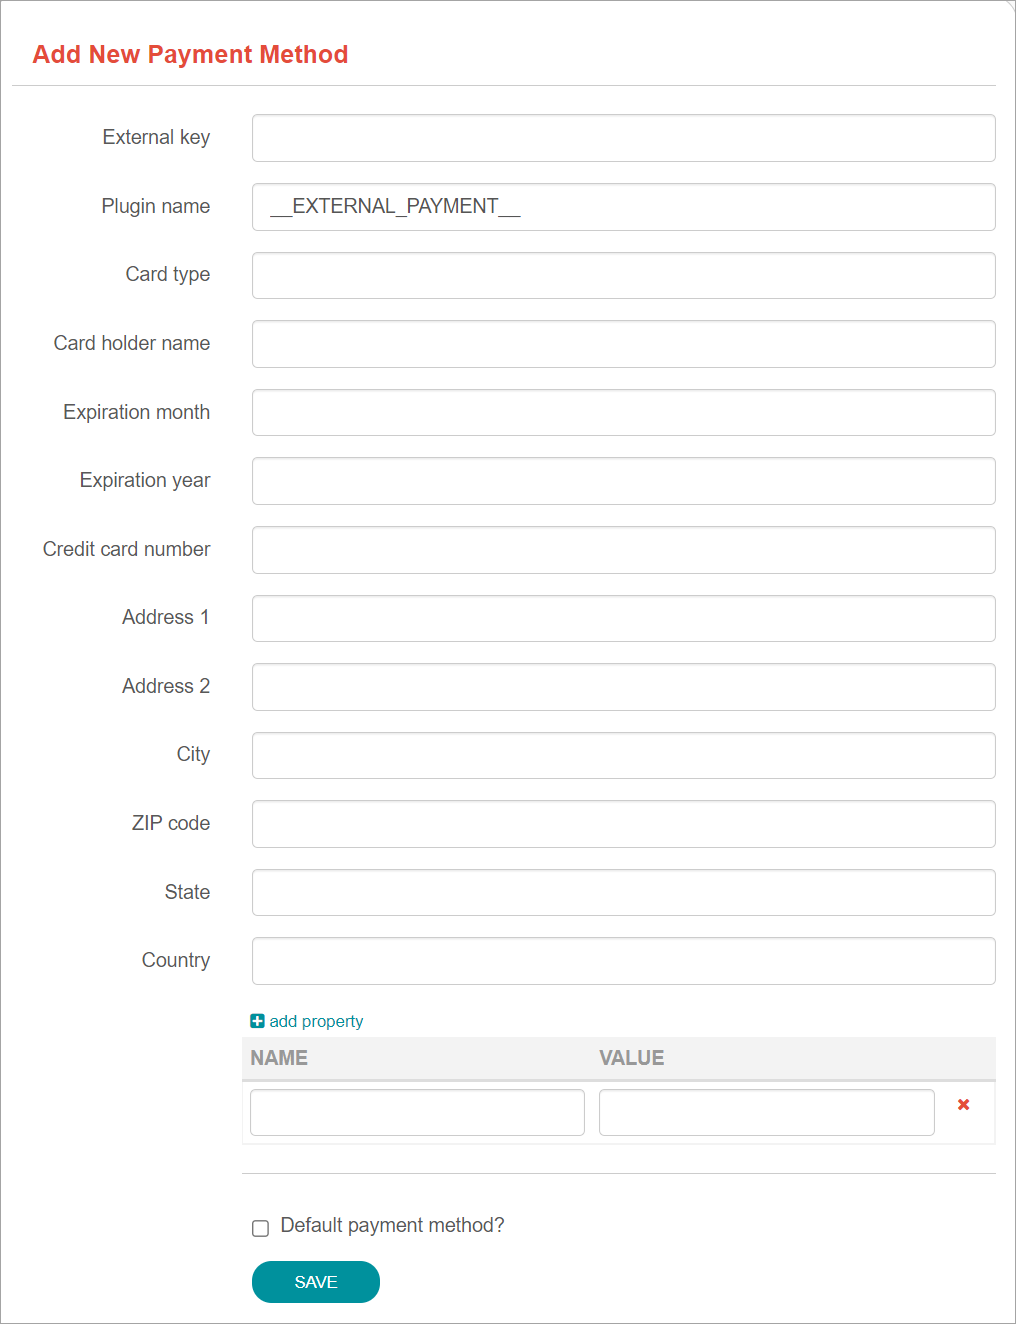 Add New Payment Method
External key
Plugin name
__EXTERNAL_PAYMENT__
Card type
Card holder name
Expiration month
Expiration year
Credit card number
Address 1
Address 2
City
ZIP code
State
Country
add property
NAME VALUE
Default payment method?
SAVE